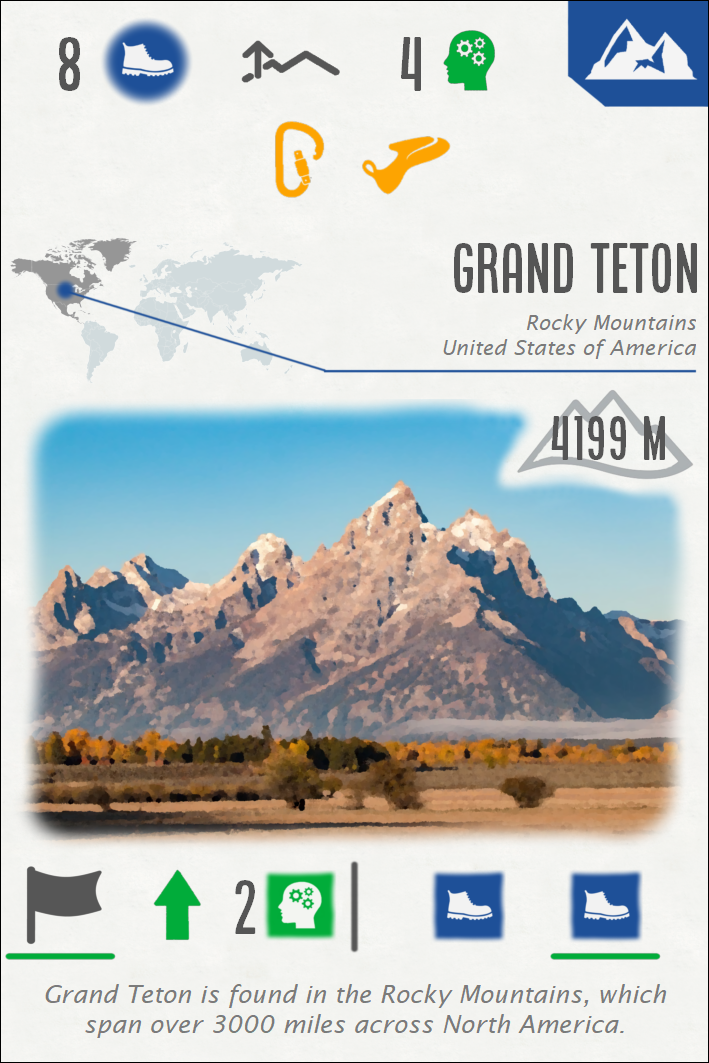 8 4
GRAND TETON
Rocky Mountains
United States of America
4199 M
2
Grand Teton is found in the Rocky Mountains, which
span over 3000 miles across North America.